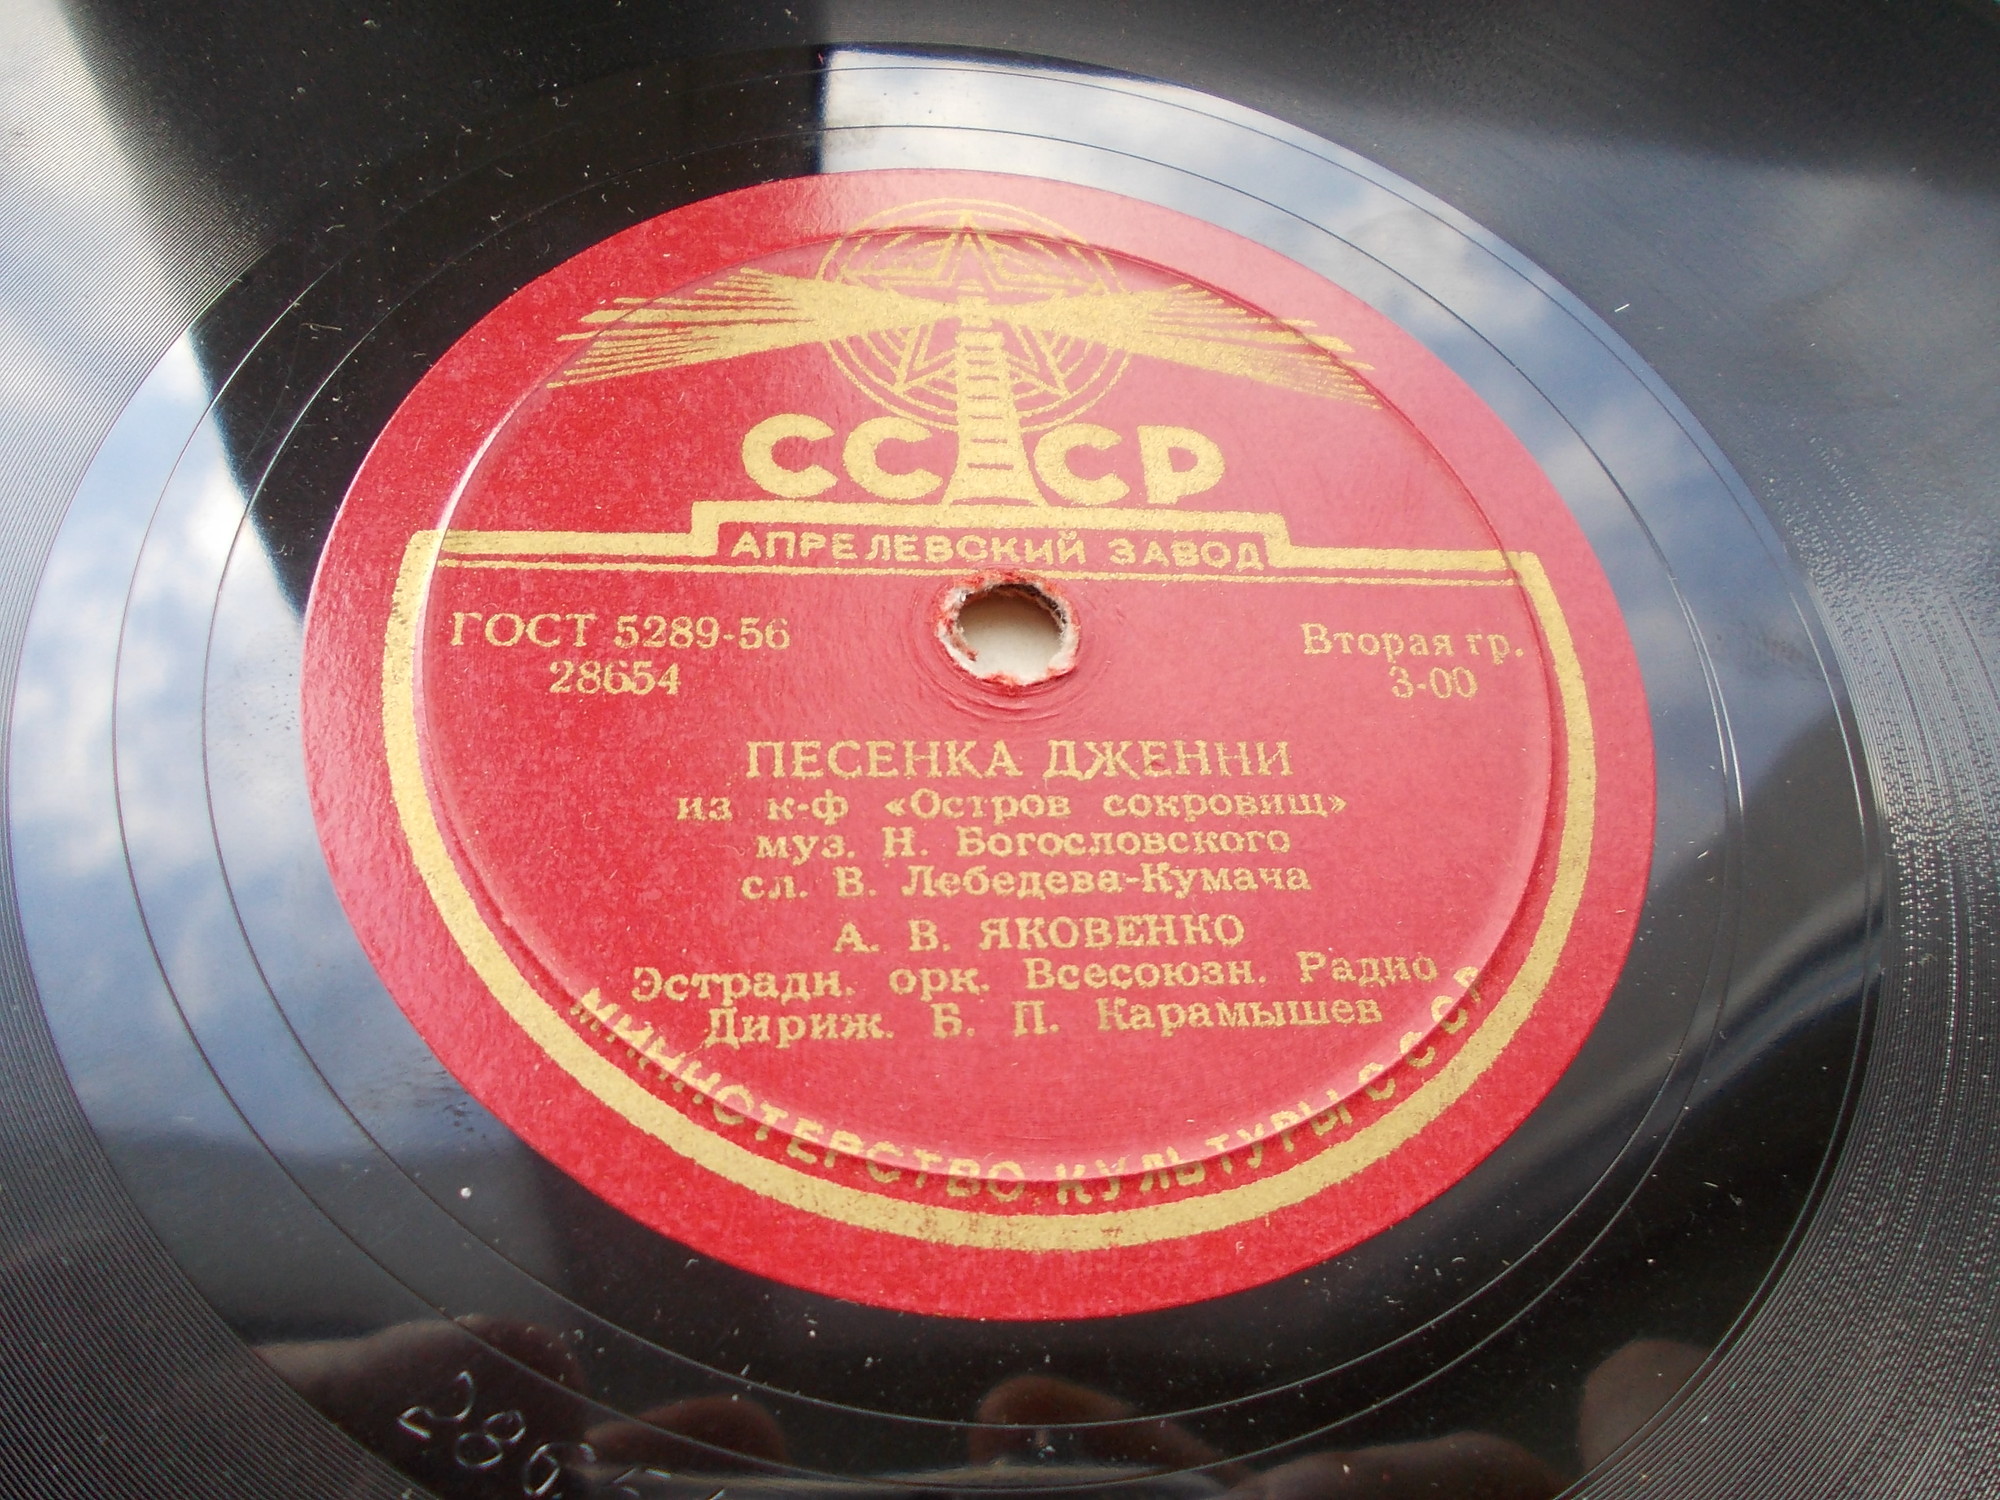 СССР
АПРЕЛЕВСКИЙ ЗАВОД
ГОСТ 5289-56
28654
Вторая гр.
3-00
ПЕСЕНКА ДЖЕННИ
из к-ф «Остров сокровищ»
муз. Н. Богословского
сл. В. Лебедева-Кумача
А. В. ЯКОВЕНКО
Эстрадн. орк. Всесоюзн. Радио
Дириж. Б. П. Карамышев
МИНИСТЕРСТВО КУЛЬТУРЫ СССР